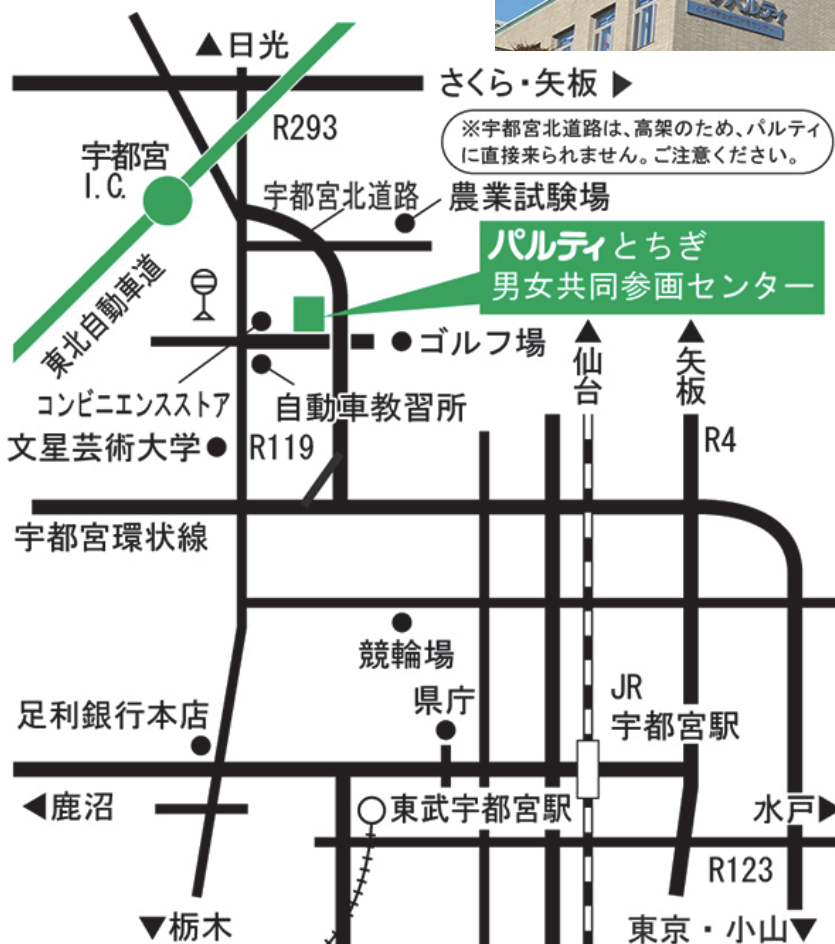 パルティ
▲日光
さくら・矢板 ▶
R293
※宇都宮北道路は、高架のため、パルティ
に直接来られません。ご注意ください。
宇都宮
I.C.
宇都宮北道路
農業試験場
パルティとちぎ
男女共同参画センター
東北自動車道
ゴルフ場
▲仙台
▲矢板
コンビニエンスストア
自動車教習所
文星芸術大学
R119
R4
宇都宮環状線
競輪場
県庁
JR
宇都宮駅
足利銀行本店
◀鹿沼
東武宇都宮駅
水戸▶
R123
▼栃木
東京・小山▼